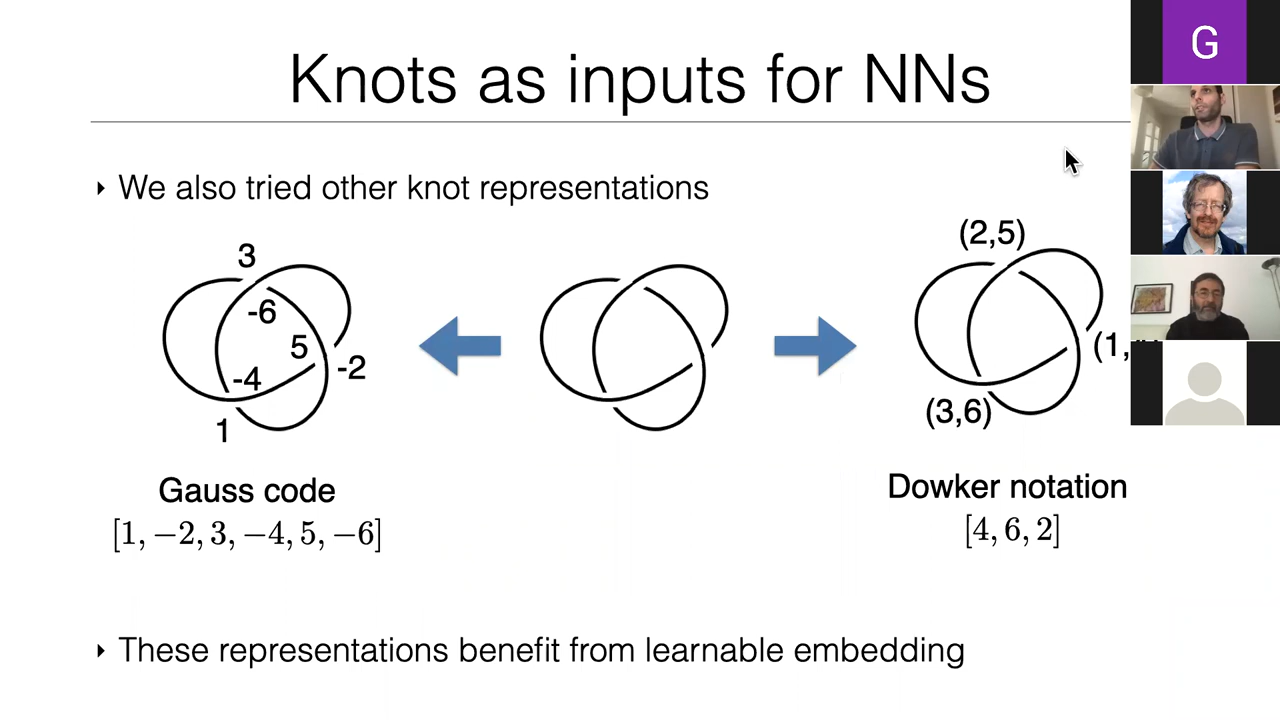 Knots as inputs for NNs
G
‣ We also tried other knot representations
3
-6
5
-2
-4
1
(2,5)
(1,
(3,6)
Gauss code
[1, −2, 3, −4, 5, −6]
Dowker notation
[4, 6, 2]
‣ These representations benefit from learnable embedding